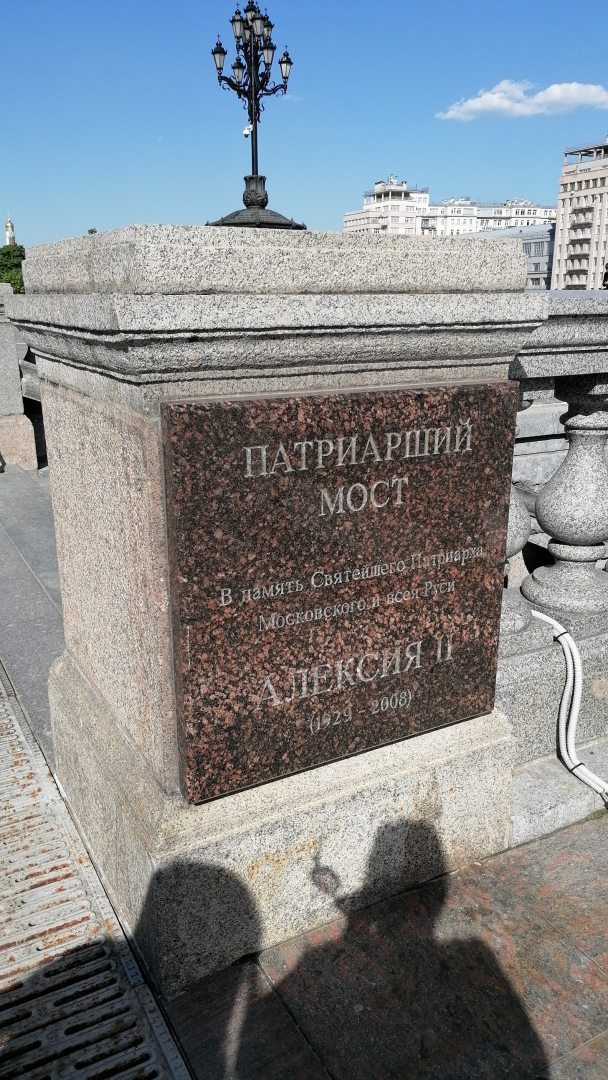 ПАТРИАРШИЙ
МОСТ
В память Святейшего Патриарха
Московского и всея Руси
АЛЕКСИЯ II
(1929 - 2008)